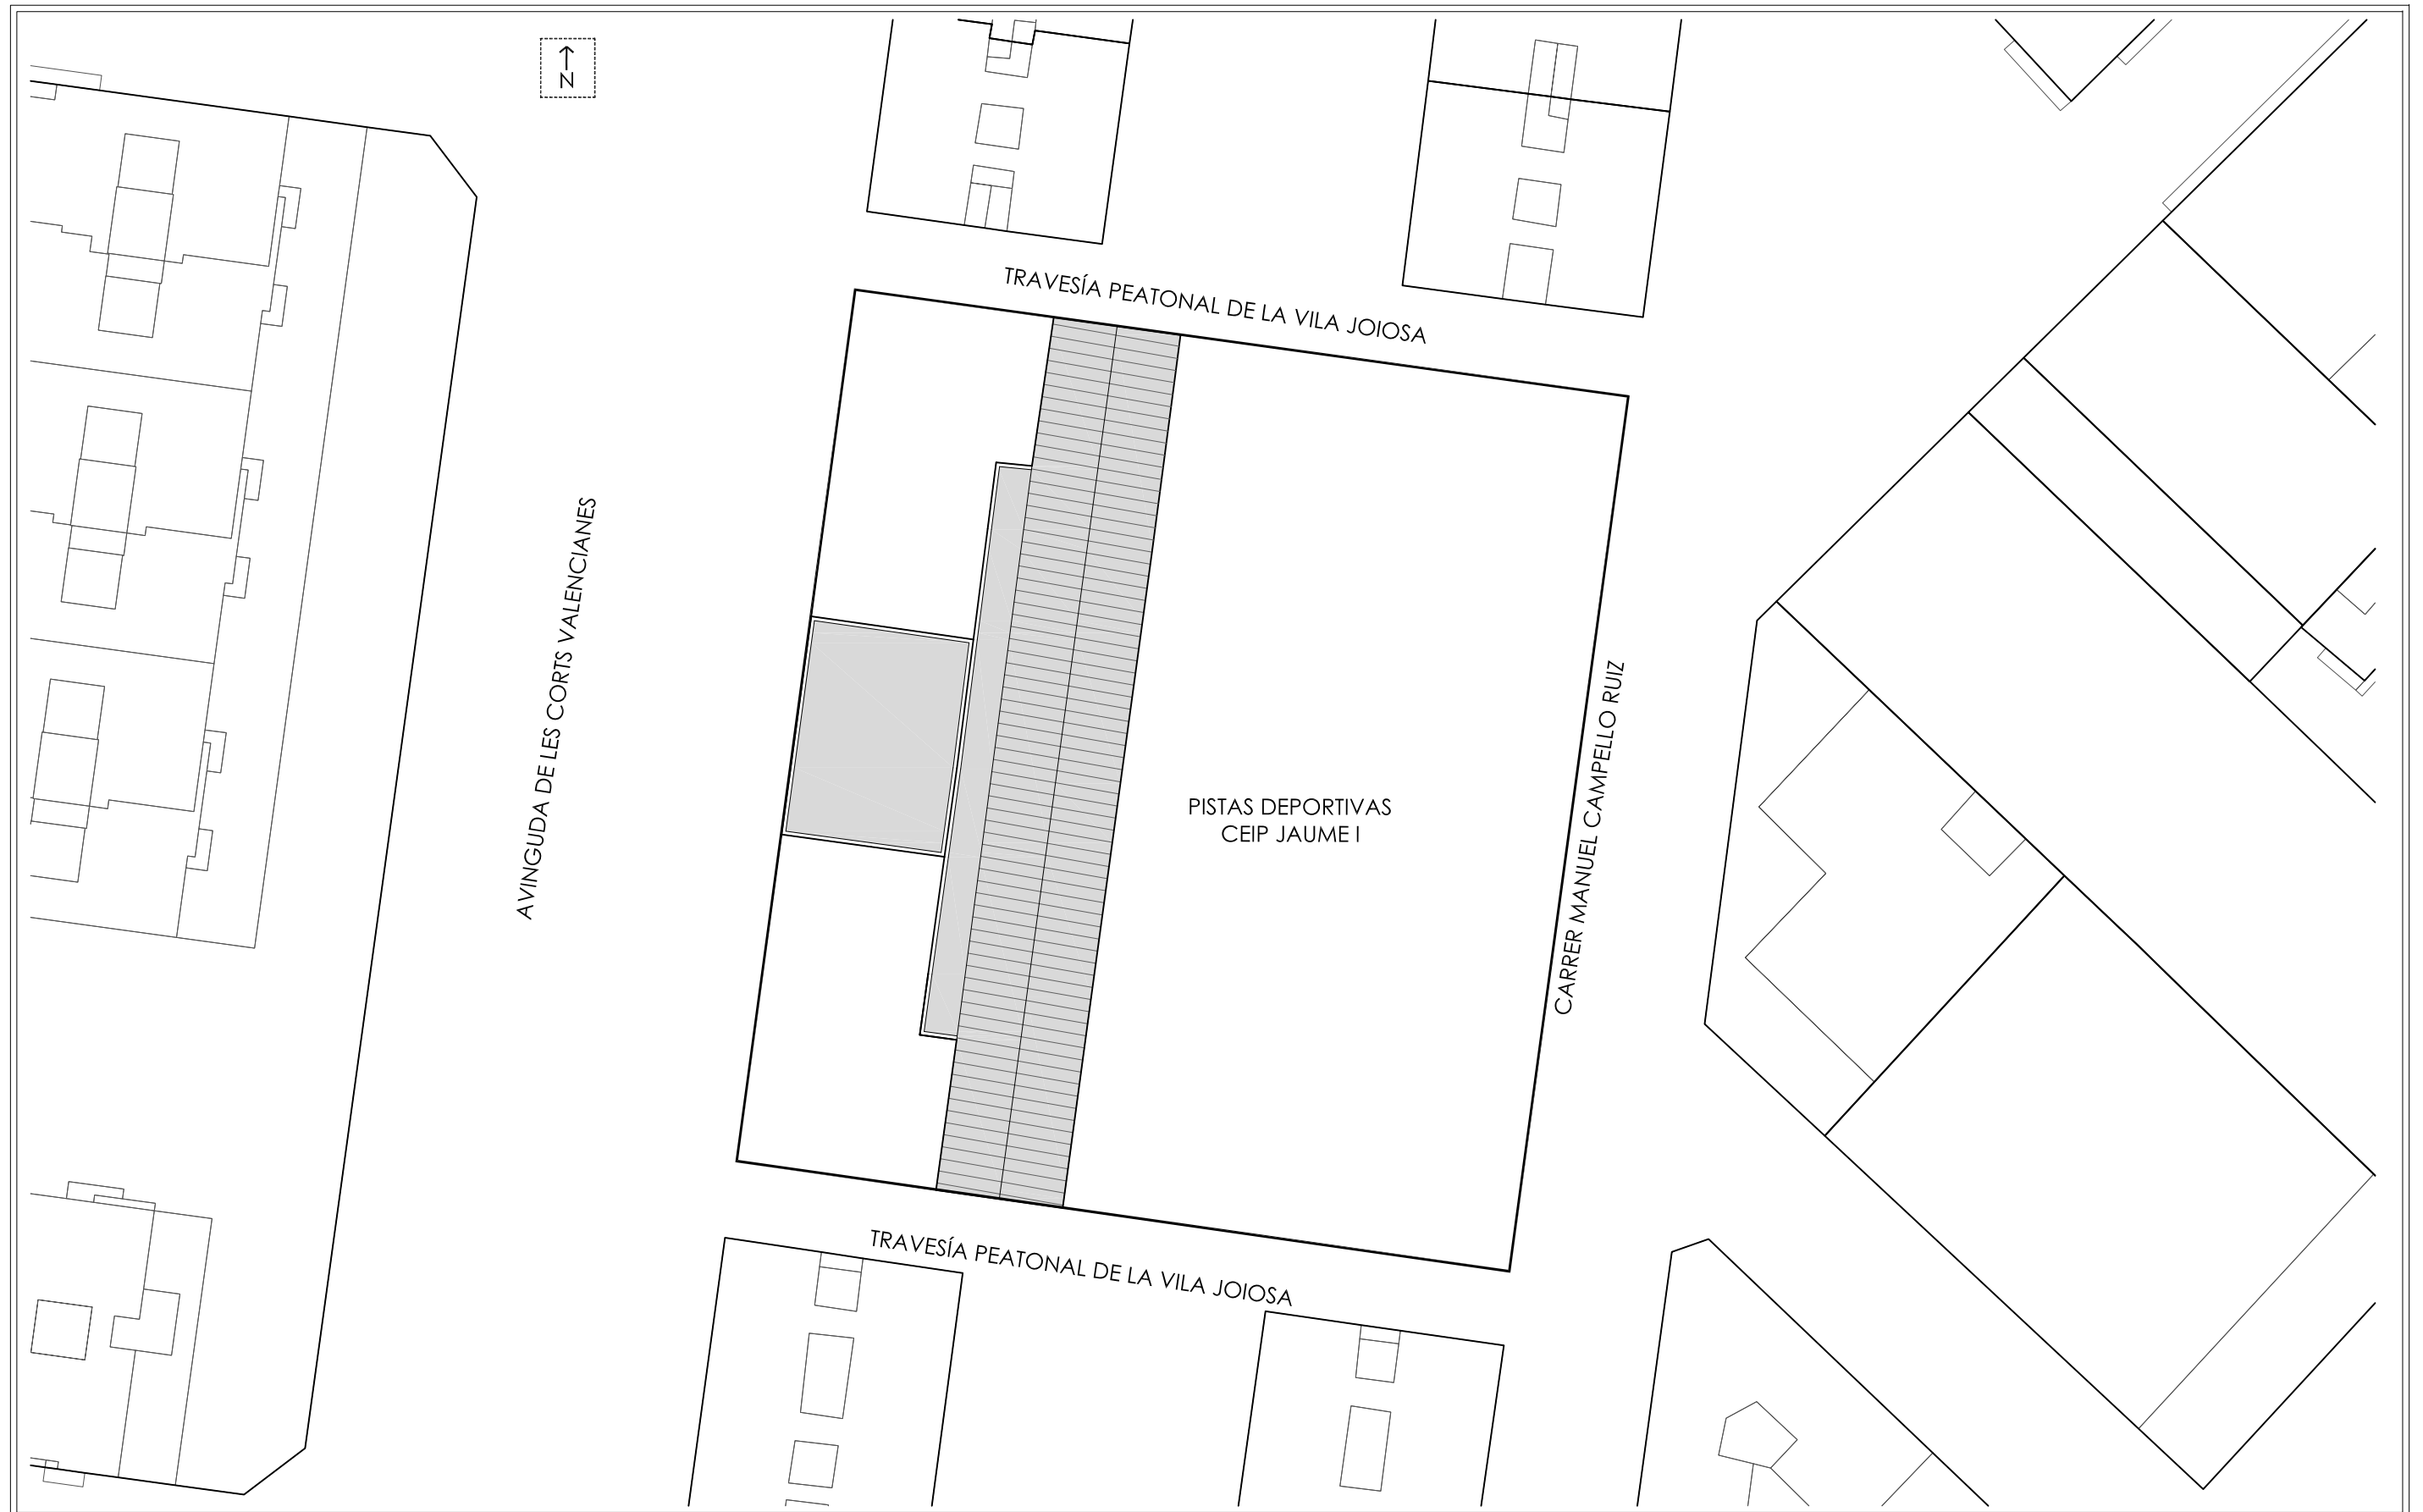 N
TRAVESÍA PEATONAL DE LA VILA JOIOSA
AVINGUDA DE LES CORTS VALENCIANES
PISTAS DEPORTIVAS
CEIP JAUME I
CARRER MANUEL CAMPELLO RUIZ
TRAVESÍA PEATONAL DE LA VILA JOIOSA